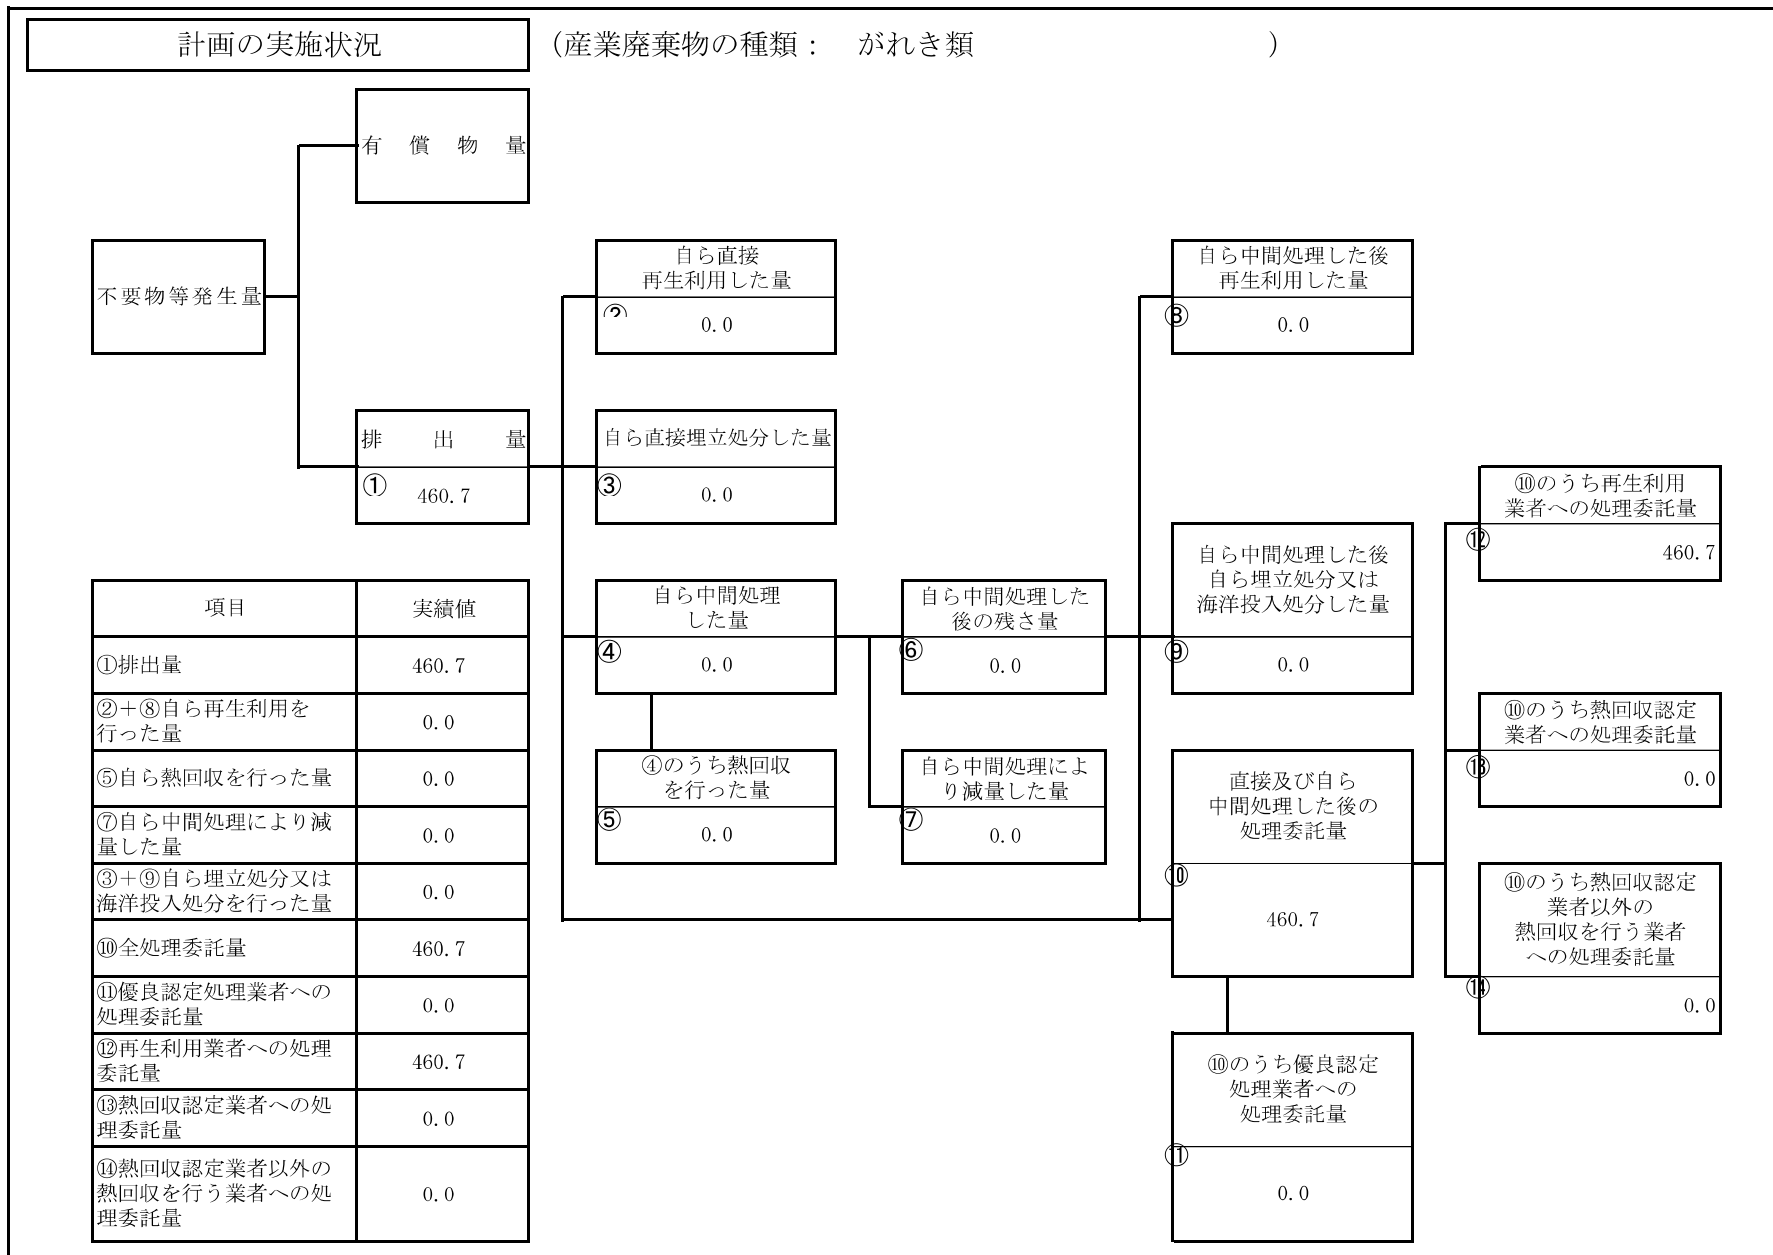 計画の実施状況
（産業廃棄物の種類： がれき類 ）
有償物量
不要物等発生量
排出量
① 460.7
自ら直接
再生利用した量
② 0.0
自ら直接埋立処分した量
③ 0.0
自ら中間処理
した量
④ 0.0
④のうち熱回収
を行った量
⑤ 0.0
自ら中間処理した
後の残さ量
⑥ 0.0
自ら中間処理によ
り減量した量
⑦ 0.0
自ら中間処理した後
再生利用した量
⑧ 0.0
自ら中間処理した後
自ら埋立処分又は
海洋投入処分した量
⑨ 0.0
直接及び自ら
中間処理した後の
処理委託量
⑩
460.7
⑩のうち優良認定
処理業者への
処理委託量
⑪
0.0
⑩のうち再生利用
業者への処理委託量
⑫ 460.7
⑩のうち熱回収認定
業者への処理委託量
⑬ 0.0
⑩のうち熱回収認定
業者以外の
熱回収を行う業者
への処理委託量
⑭ 0.0
項目 実績値
①排出量 460.7
②＋⑧自ら再生利用を
行った量 0.0
⑤自ら熱回収を行った量 0.0
⑦自ら中間処理により減
量した量 0.0
③＋⑨自ら埋立処分又は
海洋投入処分を行った量 0.0
⑩全処理委託量 460.7
⑪優良認定処理業者への
処理委託量 0.0
⑫再生利用業者への処理
委託量 460.7
⑬熱回収認定業者への処
理委託量 0.0
⑭熱回収認定業者以外の
熱回収を行う業者への処
理委託量 0.0